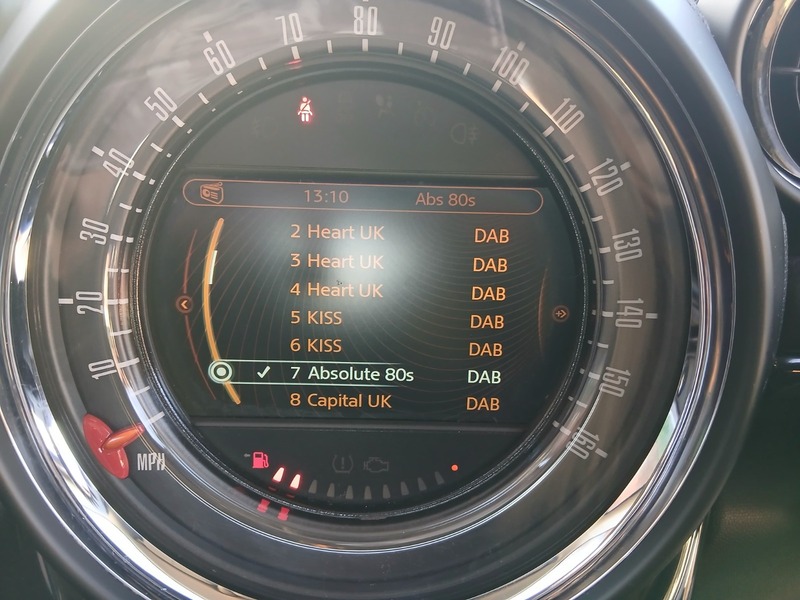 10
20
30
40
50
60
70
80
90
100
110
120
130
140
150
160
MPH
13:10 Abs 80s
2 Heart UK DAB
3 Heart UK DAB
4 Heart UK DAB
5 KISS DAB
6 KISS DAB
7 Absolute 80s DAB
8 Capital UK DAB